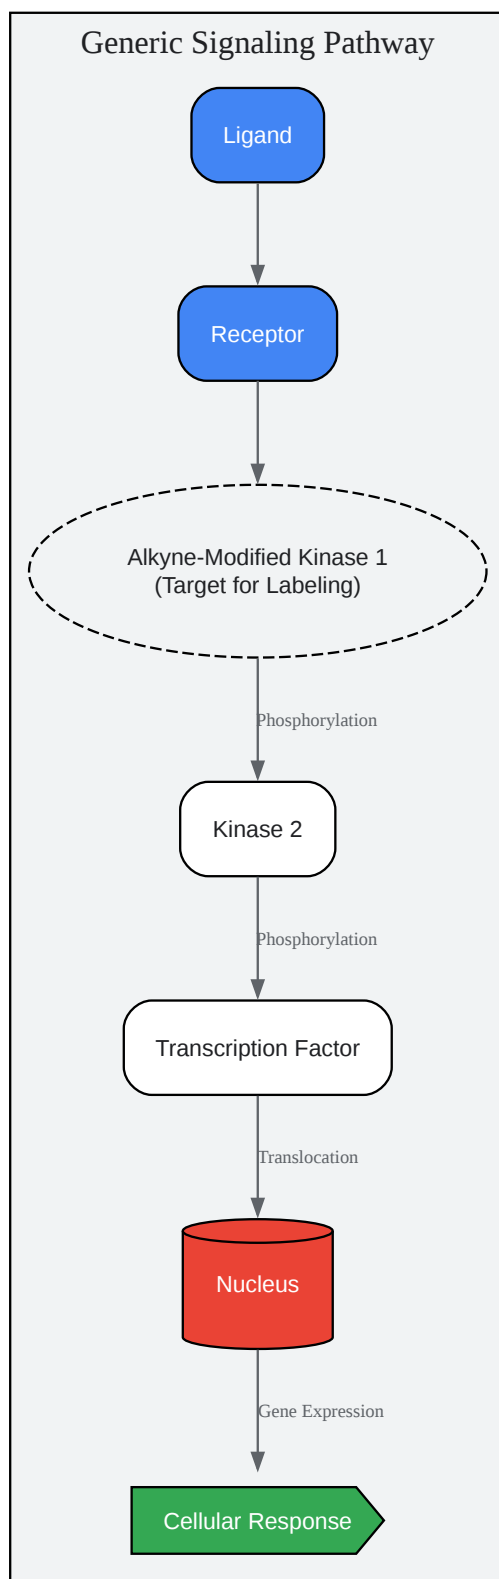 Generic Signaling Pathway
Ligand
Receptor
Alkyne-Modified Kinase 1
(Target for Labeling)
Phosphorylation
Kinase 2
Phosphorylation
Transcription Factor
Translocation
Nucleus
Gene Expression
Cellular Response